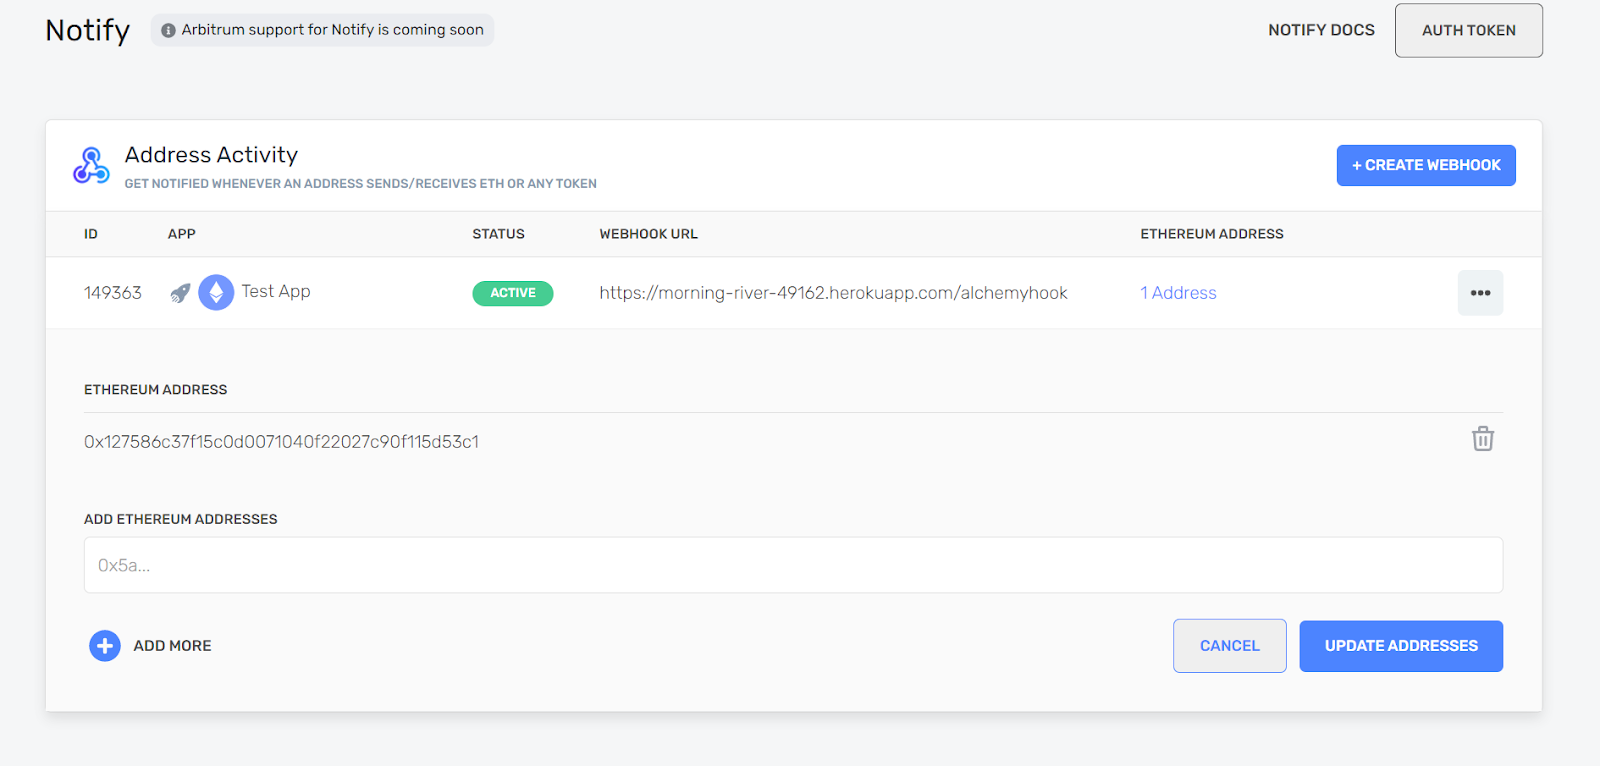 Notify
Arbitrum support for Notify is coming soon
NOTIFY DOCS
AUTH TOKEN
Address Activity
GET NOTIFIED WHENEVER AN ADDRESS SENDS/RECEIVES ETH OR ANY TOKEN
+ CREATE WEBHOOK
ID APP STATUS WEBHOOK URL ETHEREUM ADDRESS
149363 Test App ACTIVE https://morning-river-49162.herokuapp.com/alchemyhook 1 Address
ETHEREUM ADDRESS
0x127586c37f15c0d0071040f22027c90f115d53c1
ADD ETHEREUM ADDRESSES
0x5a...
ADD MORE
CANCEL
UPDATE ADDRESSES